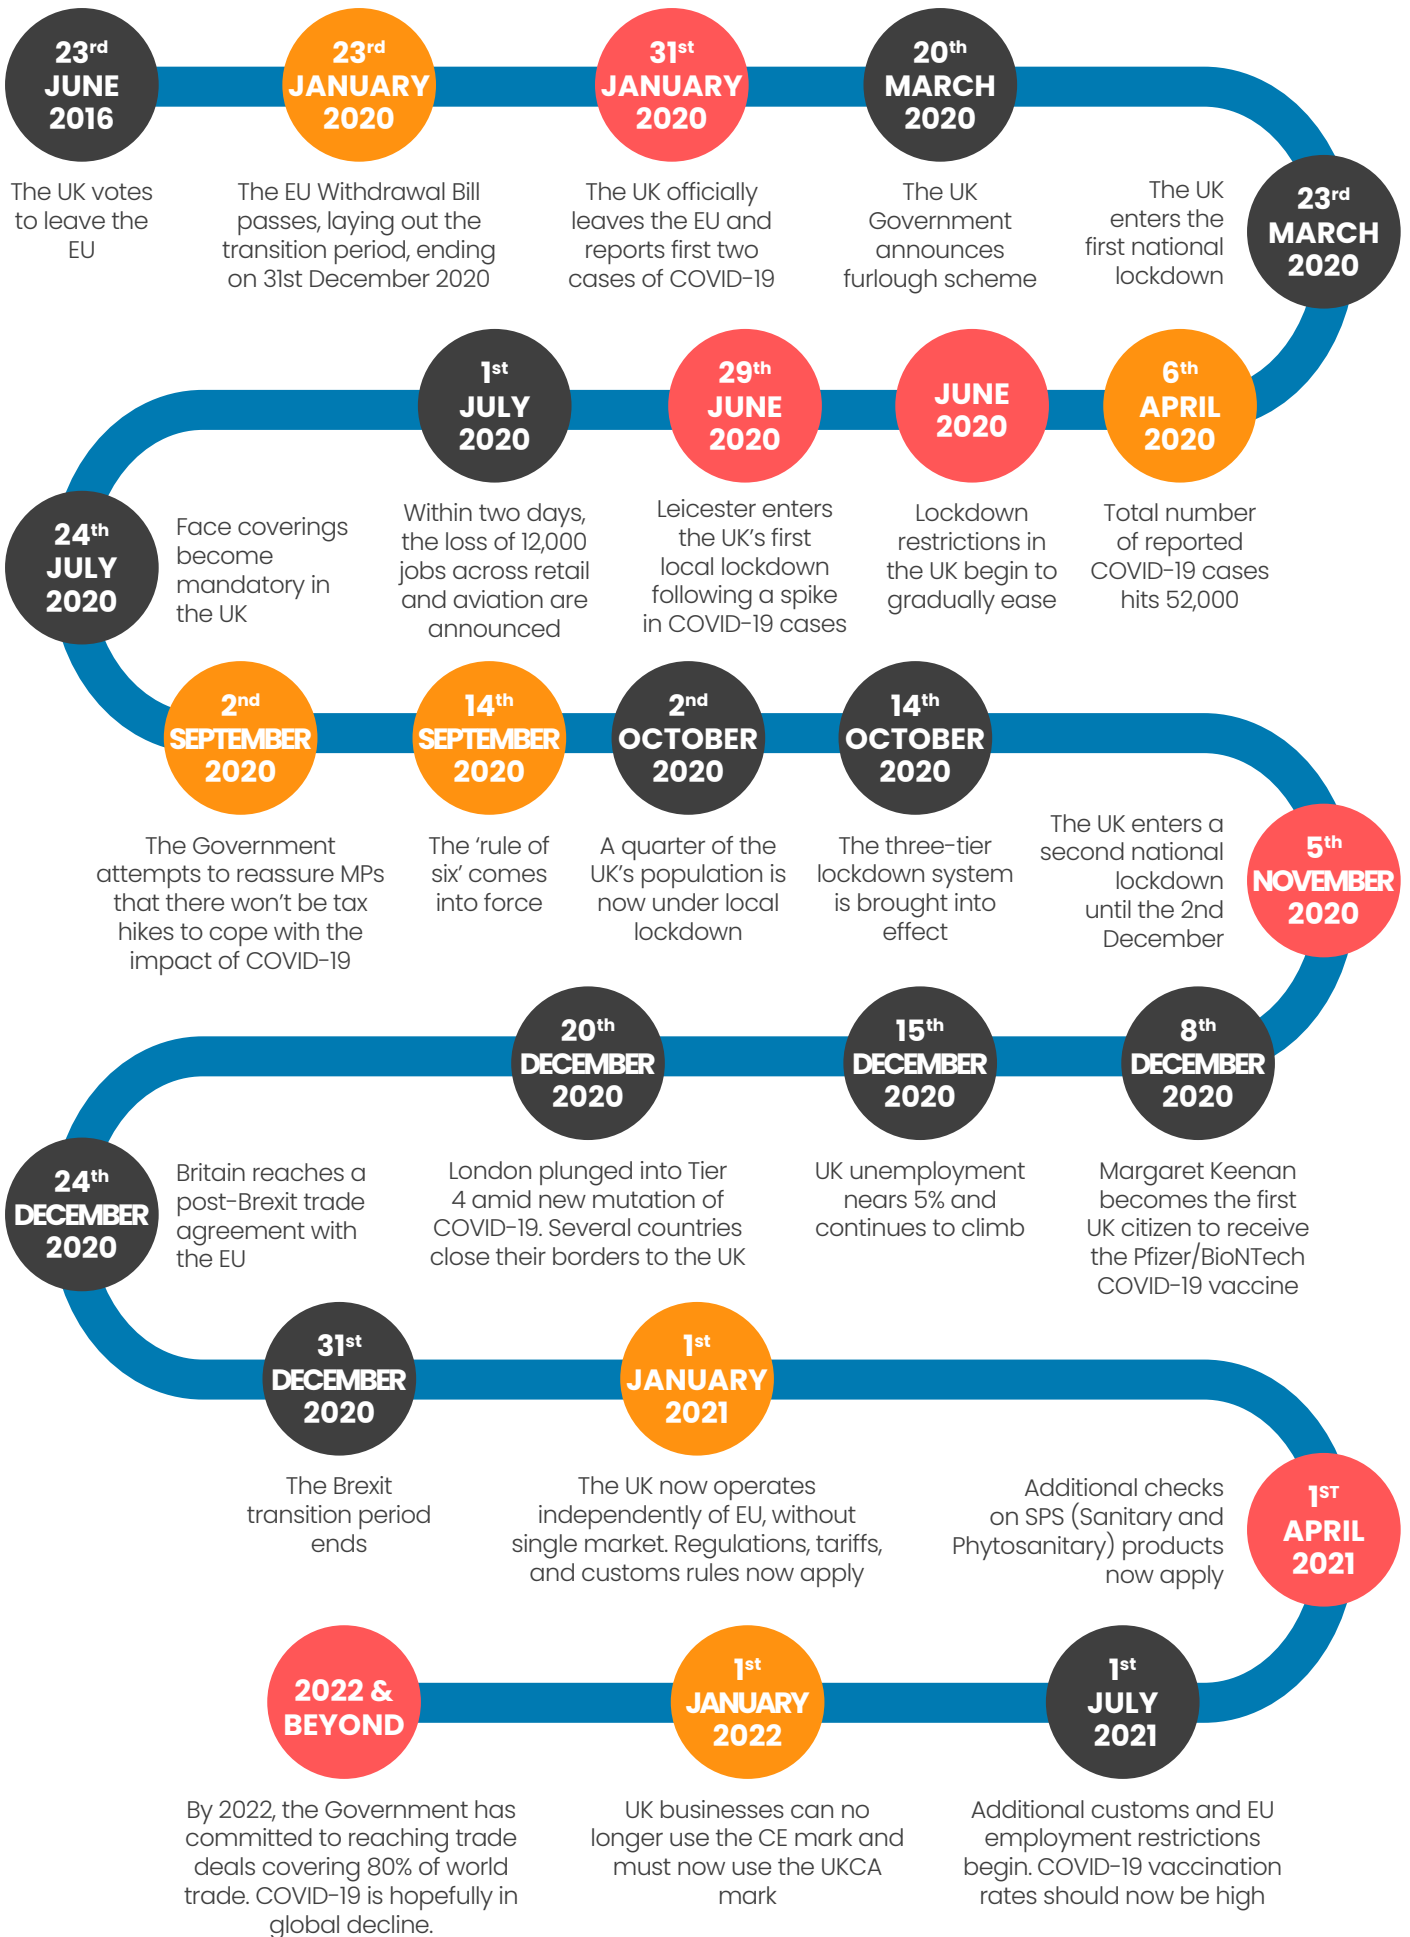 23rd
JUNE
2016
The UK votes
to leave the
EU
23rd
JANUARY
2020
The EU Withdrawal Bill
passes, laying out the
transition period, ending
on 31st December 2020
31st
JANUARY
2020
The UK officially
leaves the EU and
reports first two
cases of COVID-19
20th
MARCH
2020
The UK
Government
announces
furlough scheme
23rd
MARCH
2020
The UK
enters the
first national
lockdown
6th
APRIL
2020
Total number
of reported
COVID-19 cases
hits 52,000
JUNE
2020
Lockdown
restrictions in
the UK begin to
gradually ease
29th
JUNE
2020
Leicester enters
the UK's first
local lockdown
following a spike
in COVID-19 cases
1st
JULY
2020
Within two days,
the loss of 12,000
jobs across retail
and aviation are
announced
24th
JULY
2020
Face coverings
become
mandatory in
the UK
2nd
SEPTEMBER
2020
The Government
attempts to reassure MPs
that there won't be tax
hikes to cope with the
impact of COVID-19
14th
SEPTEMBER
2020
The ‘rule of
six’ comes
into force
2nd
OCTOBER
2020
A quarter of the
UK's population is
now under local
lockdown
14th
OCTOBER
2020
The three-tier
lockdown system
is brought into
effect
5th
NOVEMBER
2020
The UK enters a
second national
lockdown
until the 2nd
December
8th
DECEMBER
2020
Margaret Keenan
becomes the first
UK citizen to receive
the Pfizer/BioNTech
COVID-19 vaccine
15th
DECEMBER
2020
UK unemployment
nears 5% and
continues to climb
20th
DECEMBER
2020
London plunged into Tier
4 amid new mutation of
COVID-19. Several countries
close their borders to the UK
24th
DECEMBER
2020
Britain reaches a
post-Brexit trade
agreement with
the EU
31st
DECEMBER
2020
The Brexit
transition period
ends
1st
JANUARY
2021
The UK now operates
independently of EU, without
single market. Regulations, tariffs,
and customs rules now apply
1ST
APRIL
2021
Additional checks
on SPS (Sanitary and
Phytosanitary) products
now apply
1st
JULY
2021
Additional customs and EU
employment restrictions
begin. COVID-19 vaccination
rates should now be high
1st
JANUARY
2022
UK businesses can no
longer use the CE mark and
must now use the UKCA
mark
2022 &
BEYOND
By 2022, the Government has
committed to reaching trade
deals covering 80% of world
trade. COVID-19 is hopefully in
global decline.